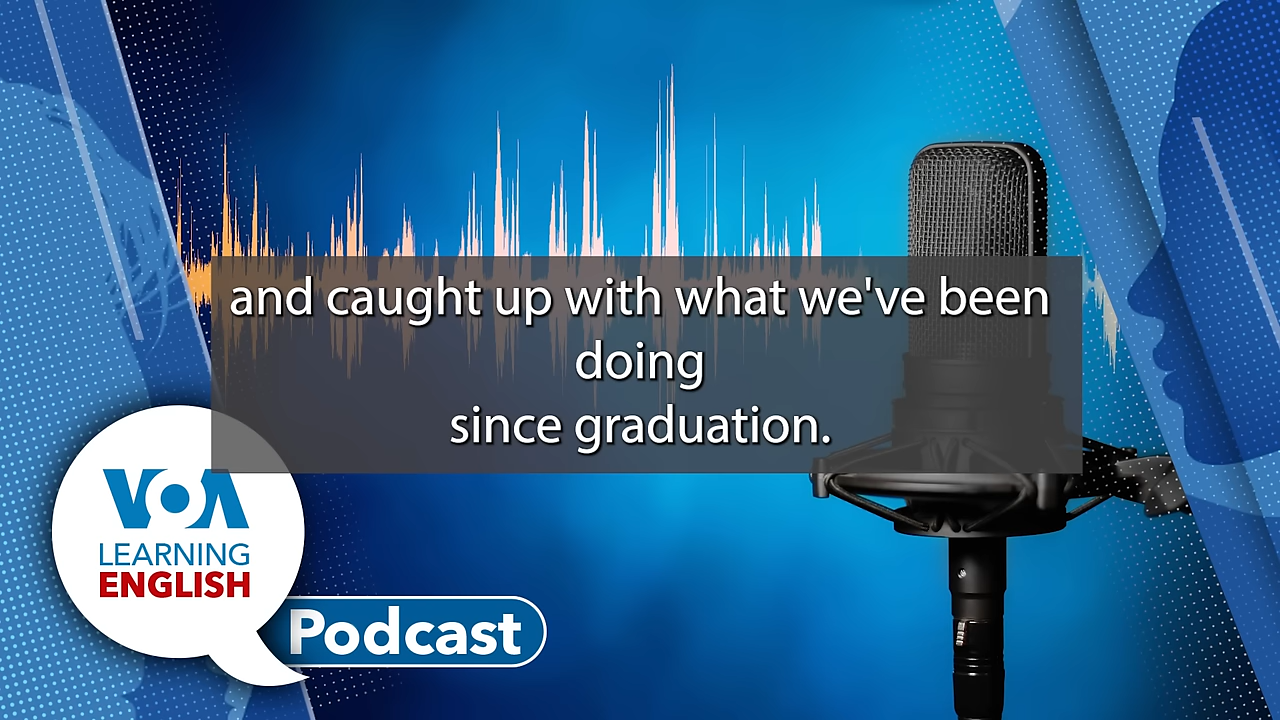 and caught up with what we've been
doing
since graduation.
VOA
LEARNING
ENGLISH
Podcast